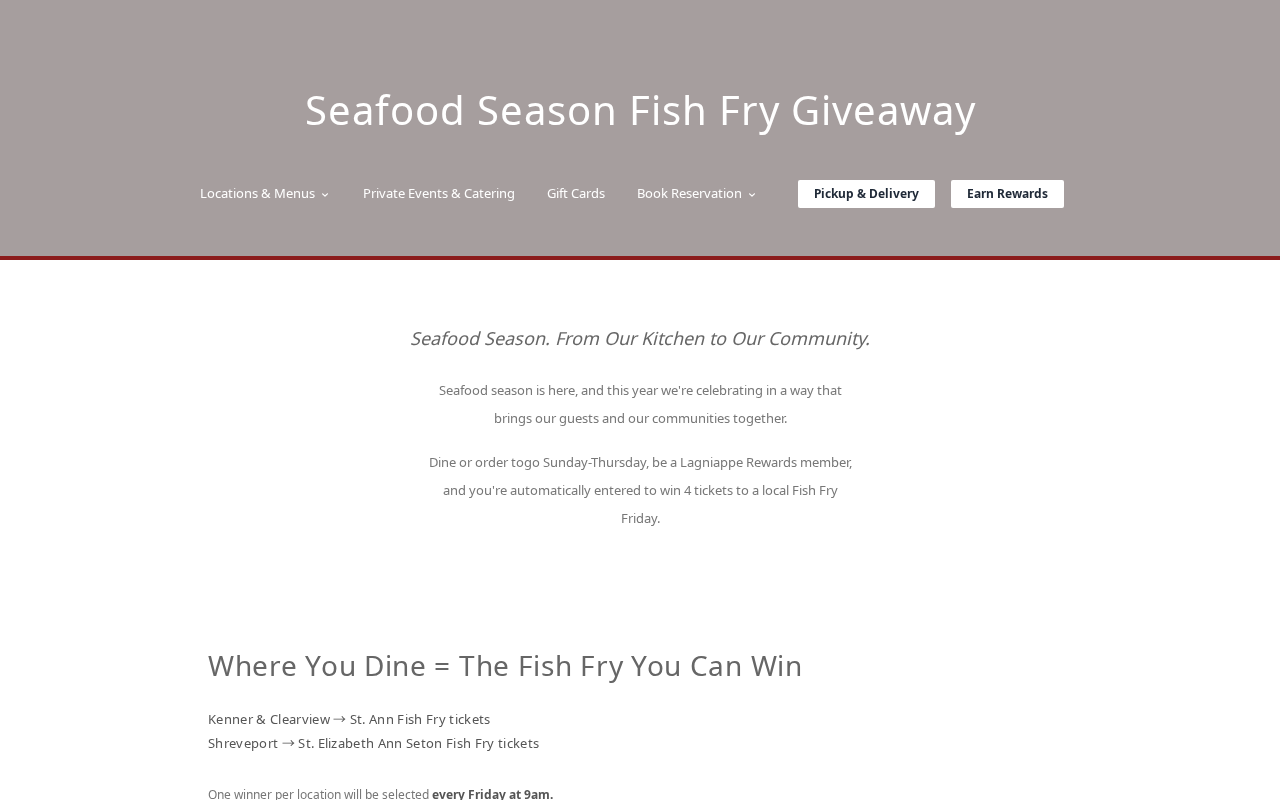 Seafood Season Fish Fry Giveaway
Locations & Menus Private Events & Catering Gift Cards Book Reservation Pickup & Delivery Earn Rewards
Seafood Season. From Our Kitchen to Our Community.
Seafood season is here, and this year we're celebrating in a way that
brings our guests and our communities together.
Dine or order togo Sunday-Thursday, be a Lagniappe Rewards member,
and you're automatically entered to win 4 tickets to a local Fish Fry
Friday.
Where You Dine = The Fish Fry You Can Win
Kenner & Clearview → St. Ann Fish Fry tickets
Shreveport → St. Elizabeth Ann Seton Fish Fry tickets
One winner per location will be selected every Friday at 9am.